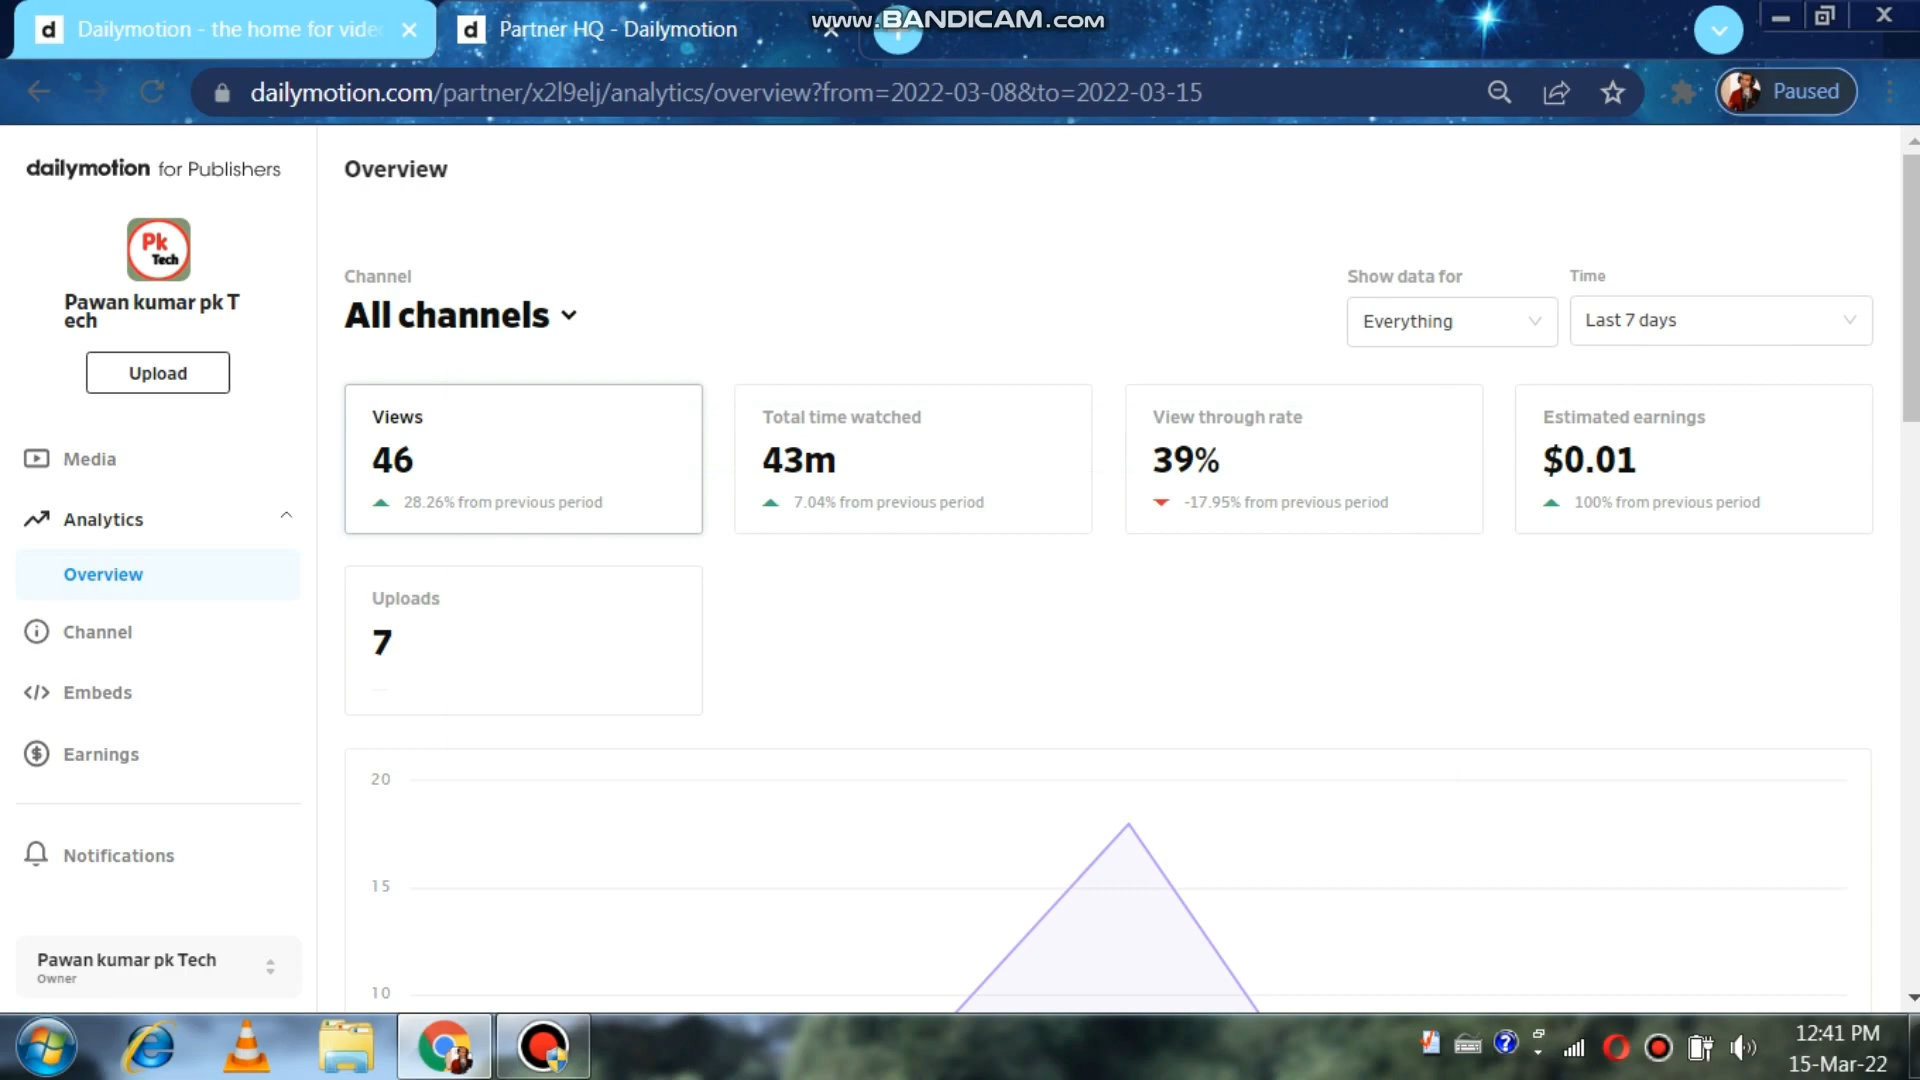 Dailymotion - the home for vide
Partner HQ - Dailymotion
www.BANDICAM.com
dailymotion.com/partner/x2l9elj/analytics/overview?from=2022-03-08&to=2022-03-15
Paused
dailymotion for Publishers
Pk
Tech
Pawan kumar pk T
ech
Upload
Media
Analytics
Overview
Channel
Embeds
Earnings
Notifications
Pawan kumar pk Tech
Owner
Overview
Channel
All channels
Show data for
Everything
Time
Last 7 days
Views
46
28.26% from previous period
Total time watched
43m
7.04% from previous period
View through rate
39%
-17.95% from previous period
Estimated earnings
$0.01
100% from previous period
Uploads
7
20
15
10
12:41 PM
15-Mar-22